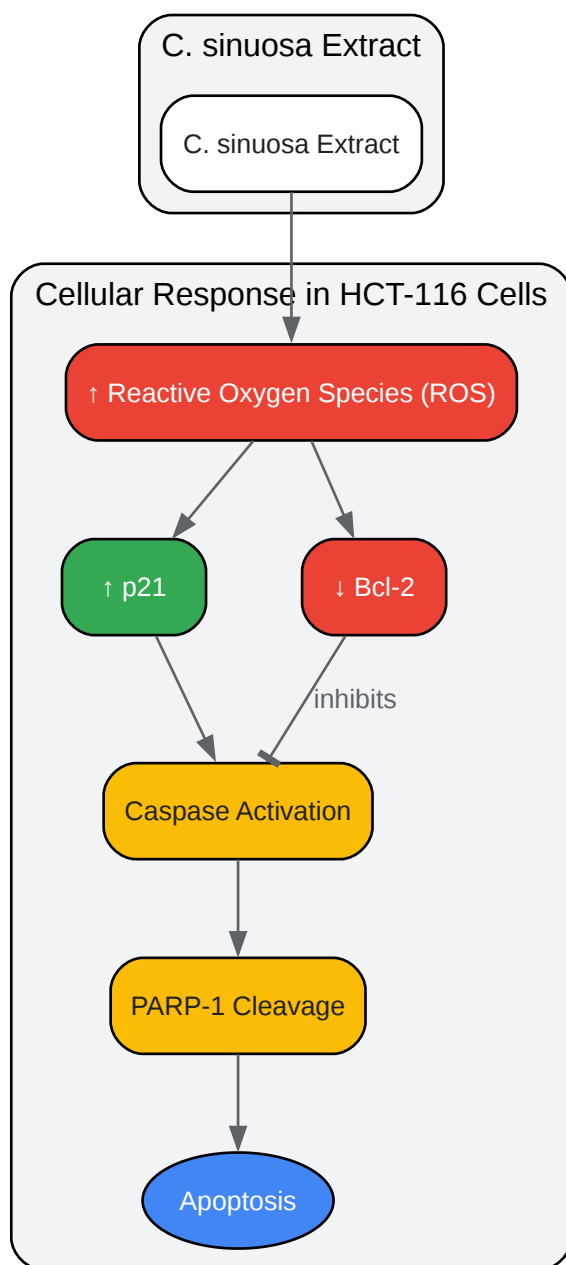 C. sinuosa Extract
C. sinuosa Extract
Cellular Response in HCT-116 Cells
↑ Reactive Oxygen Species (ROS)
↑ p21
↓ Bcl-2
inhibits
Caspase Activation
PARP-1 Cleavage
Apoptosis